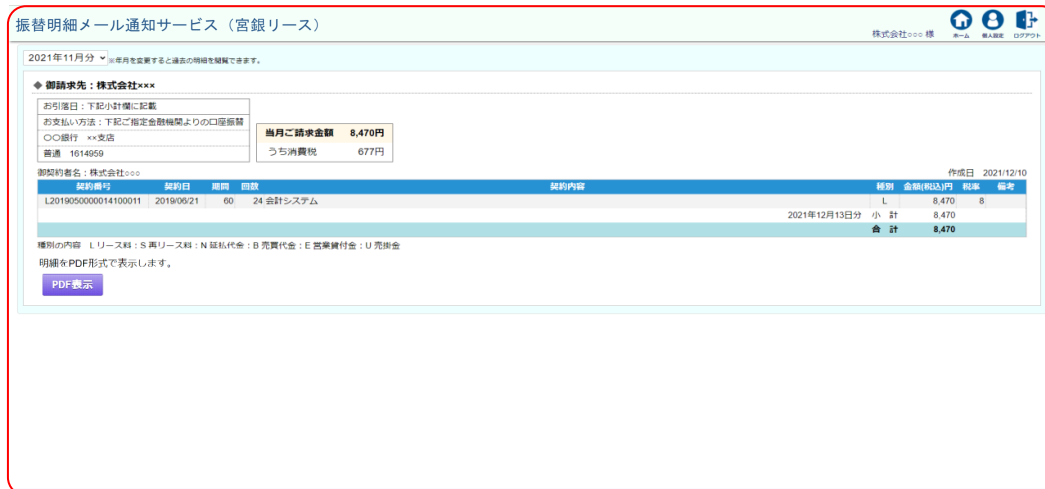 振替明細メール通知サービス（宮銀リース）
株式会社○○○ 様
ホーム 個人設定 ログアウト
2021年11月分 ※年月を変更すると過去の明細を閲覧できます。
◆ 御請求先：株式会社×××
お引落日：下記小計欄に記載
お支払い方法：下記ご指定金融機関よりの口座振替
〇〇銀行 ××支店
普通 1614959
当月ご請求金額 8,470円
うち消費税 677円
御契約者名：株式会社○○○
作成日 2021/12/10
契約番号 契約日 期間 回数 契約内容 種別 金額(税込)円 税率 備考
L2019050000014100011 2019/06/21 60 24 会計システム L 8,470 8
2021年12月13日分 小 計 8,470
合 計 8,470
種別の内容 L リース料：S 再リース料：N 延払代金：B 売買代金：E 営業貸付金：U 売掛金
明細をPDF形式で表示します。
PDF表示